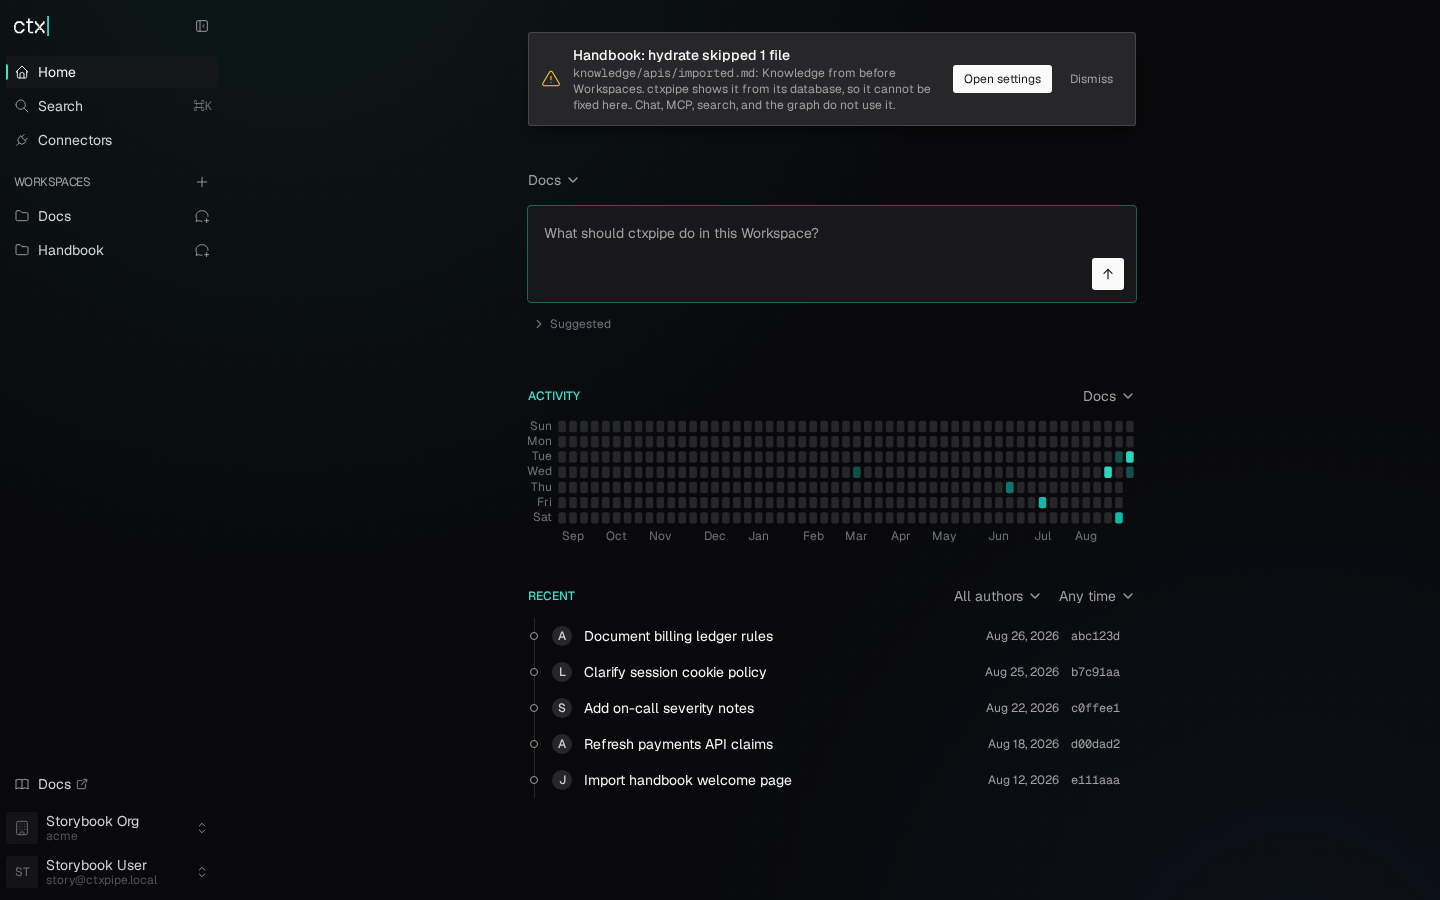 ctx
Home
Search ⌘K
Connectors
WORKSPACES
Docs
Handbook
Docs
Storybook Org
acme
ST
Storybook User
story@ctxpipe.local
Handbook: hydrate skipped 1 file
knowledge/apis/imported.md: Knowledge from before
Workspaces. ctxpipe shows it from its database, so it cannot be
fixed here.. Chat, MCP, search, and the graph do not use it.
Open settings
Dismiss
Docs
What should ctxpipe do in this Workspace?
Suggested
ACTIVITY
Docs
Sun
Mon
Tue
Wed
Thu
Fri
Sat
Sep Oct Nov Dec Jan Feb Mar Apr May Jun Jul Aug
RECENT
All authors Any time
A Document billing ledger rules Aug 26, 2026 abc123d
L Clarify session cookie policy Aug 25, 2026 b7c91aa
S Add on-call severity notes Aug 22, 2026 c0ffee1
A Refresh payments API claims Aug 18, 2026 d00dad2
J Import handbook welcome page Aug 12, 2026 e111aaa